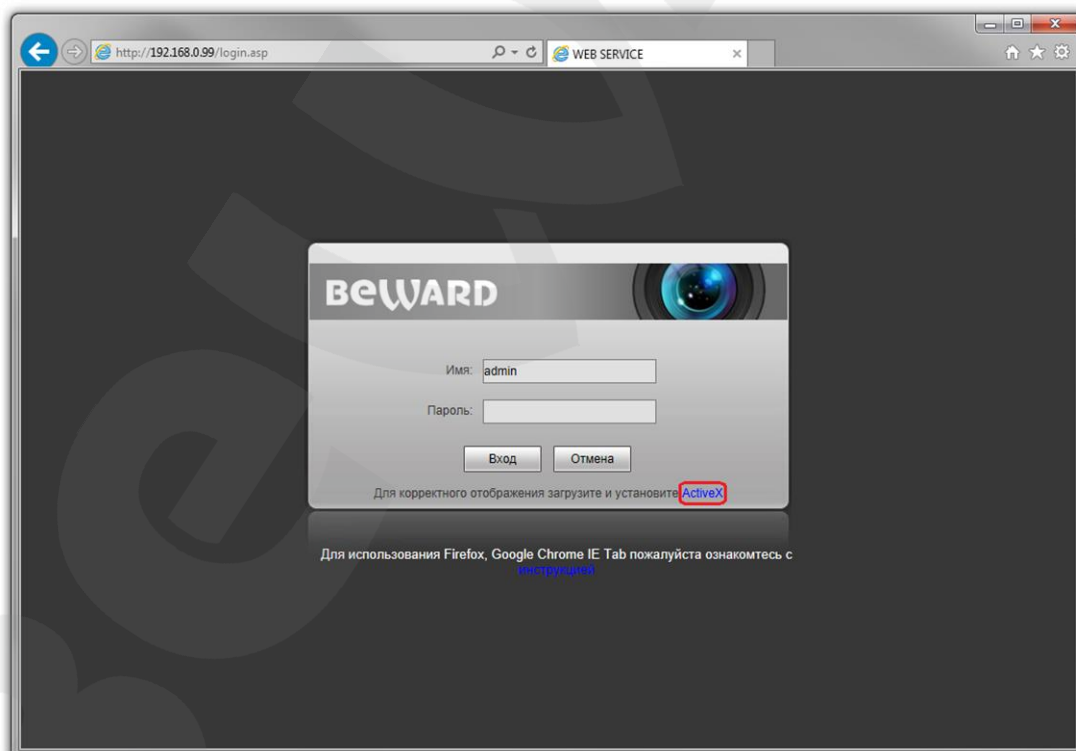 http://192.168.0.99/login.asp
WEB SERVICE
BEWARD
Имя:
admin
Пароль:
Вход
Отмена
Для корректного отображения загрузите и установите ActiveX
Для использования Firefox, Google Chrome IE Tab пожалуйста ознакомтесь с
инструкцией